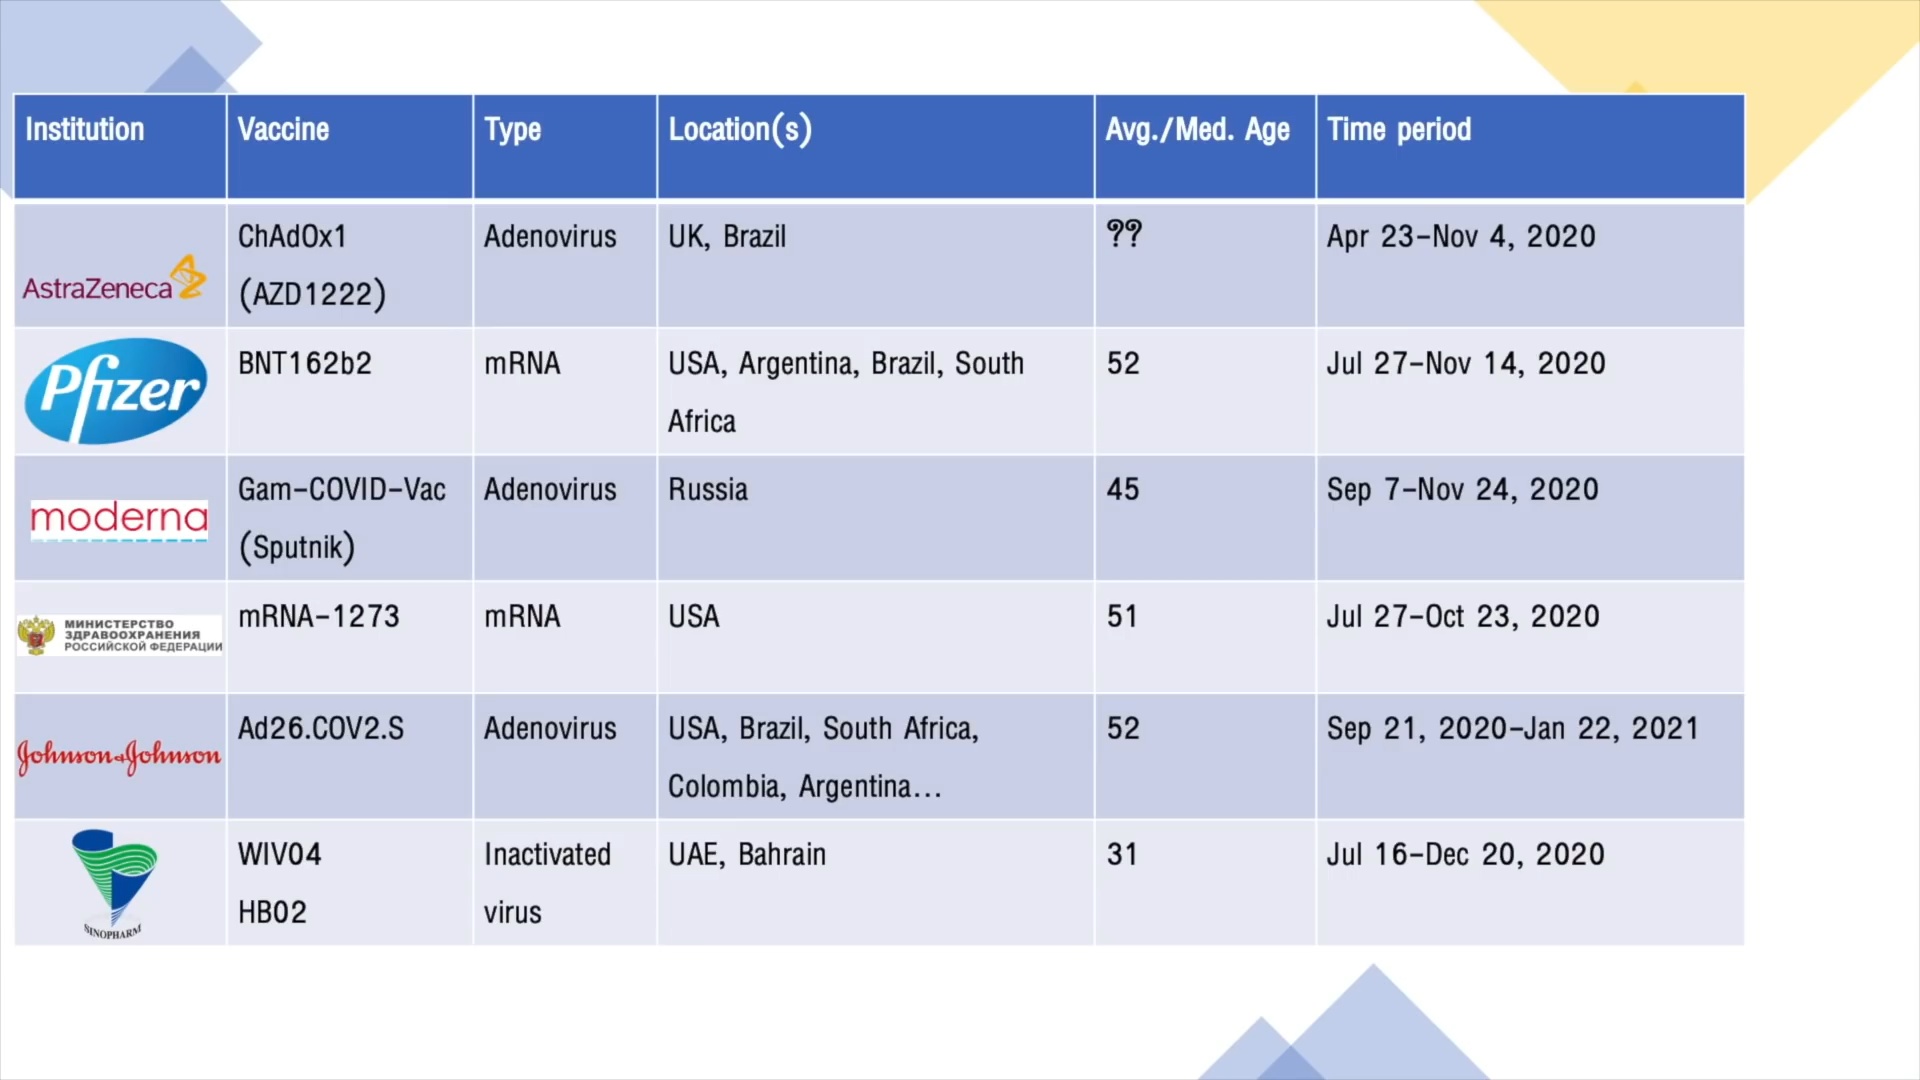 Institution Vaccine Type Location(s) Avg./Med. Age Time period
AstraZeneca ChAdOx1 Adenovirus UK, Brazil ?? Apr 23-Nov 4, 2020
(AZD1222)
Pfizer BNT162b2 mRNA USA, Argentina, Brazil, South 52 Jul 27-Nov 14, 2020
Africa
moderna Gam-COVID-Vac Adenovirus Russia 45 Sep 7-Nov 24, 2020
(Sputnik)
МИНИСТЕРСТВО
ЗДРАВООХРАНЕНИЯ
РОССИЙСКОЙ ФЕДЕРАЦИИ
mRNA-1273 mRNA USA 51 Jul 27-Oct 23, 2020
Johnson&Johnson Ad26.COV2.S Adenovirus USA, Brazil, South Africa, 52 Sep 21, 2020-Jan 22, 2021
Colombia, Argentina...
SINOPHARM WIV04 Inactivated UAE, Bahrain 31 Jul 16-Dec 20, 2020
HB02 virus